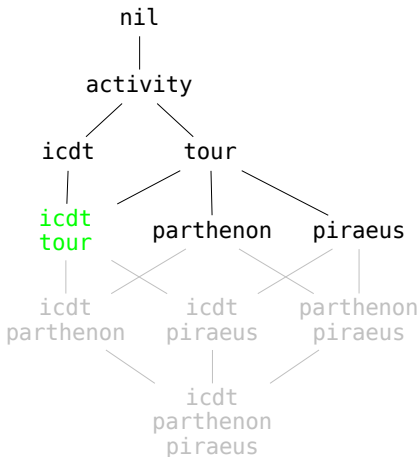 nil
activity
icdt tour
icdt
tour
parthenon piraeus
icdt icdt parthenon
parthenon piraeus piraeus
icdt
parthenon
piraeus